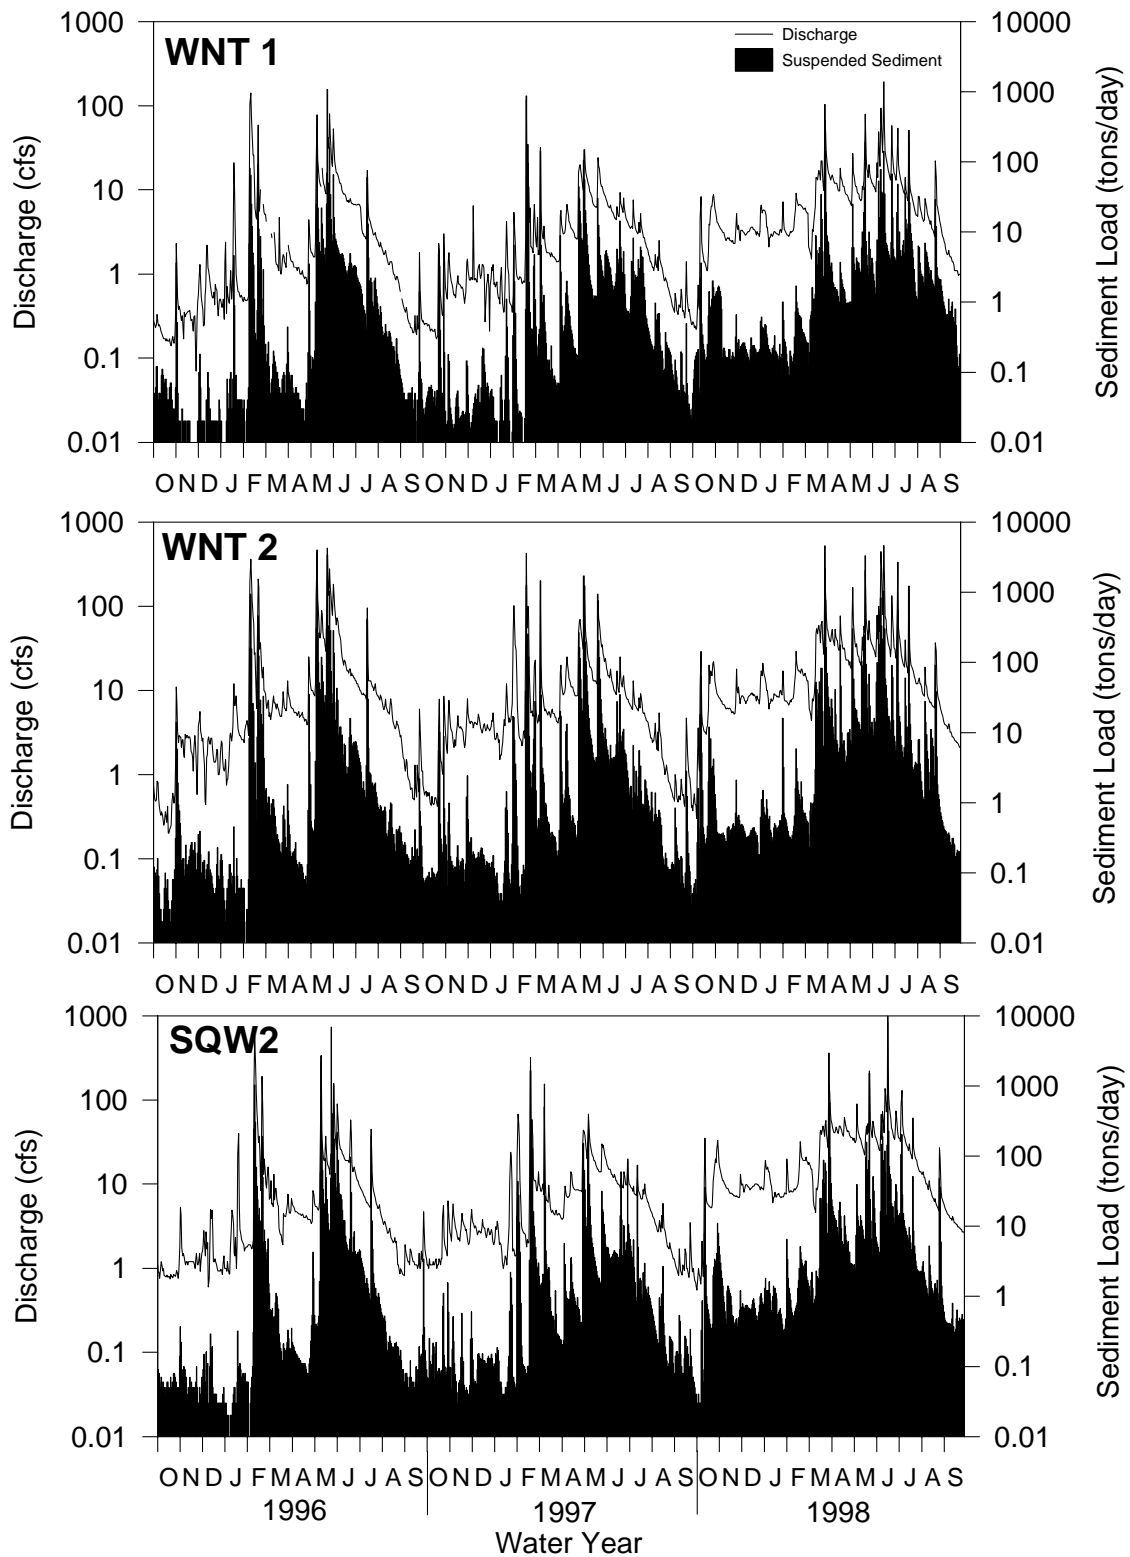 WNT 1
Discharge
Suspended Sediment
1000
100
10
1
0.1
0.01
Discharge (cfs)
10000
1000
100
10
1
0.1
0.01
Sediment Load (tons/day)
O N D J F M A M J J A S O N D J F M A M J J A S O N D J F M A M J J A S
WNT 2
1000
100
10
1
0.1
0.01
Discharge (cfs)
10000
1000
100
10
1
0.1
0.01
Sediment Load (tons/day)
O N D J F M A M J J A S O N D J F M A M J J A S O N D J F M A M J J A S
SQW2
1000
100
10
1
0.1
0.01
Discharge (cfs)
10000
1000
100
10
1
0.1
0.01
Sediment Load (tons/day)
O N D J F M A M J J A S O N D J F M A M J J A S O N D J F M A M J J A S
1996 1997 1998
Water Year